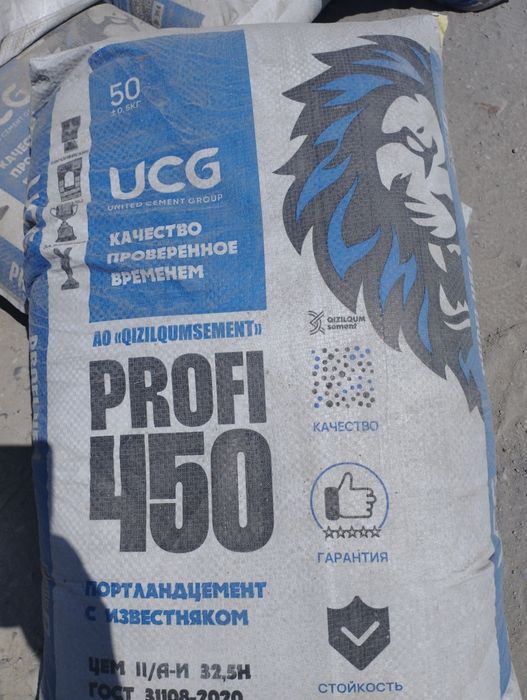 50
±0.5КГ
UCG
UNITED CEMENT GROUP
КАЧЕСТВО
ПРОВЕРЕННОЕ
ВРЕМЕНЕМ
АО «QIZILQUMSEMENT»
PROFI
450
QIZILQUM
sement
КАЧЕСТВО
ГАРАНТИЯ
СТОЙКОСТЬ
ПОРТЛАНДЦЕМЕНТ
С ИЗВЕСТНЯКОМ
ЦЕМ II/А-И 32,5Н
ГОСТ 31108-2020